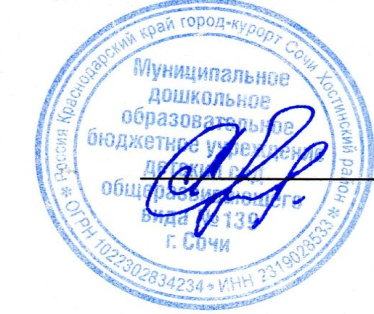 Россия Краснодарский край город-курорт Сочи Хостинский район
* ОГРН 1022302834234 * ИНН 2319028533 *
Муниципальное
дошкольное
образовательное
бюджетное учреждение
детский сад
общеразвивающего
вида № 139
г. Сочи